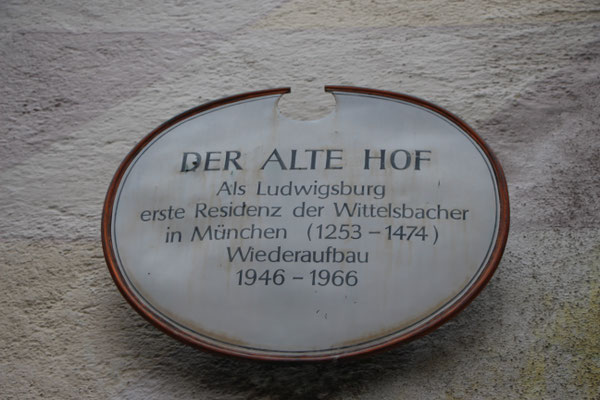 DER ALTE HOF
Als Ludwigsburg
erste Residenz der Wittelsbacher
in München (1253 – 1474)
Wiederaufbau
1946 – 1966